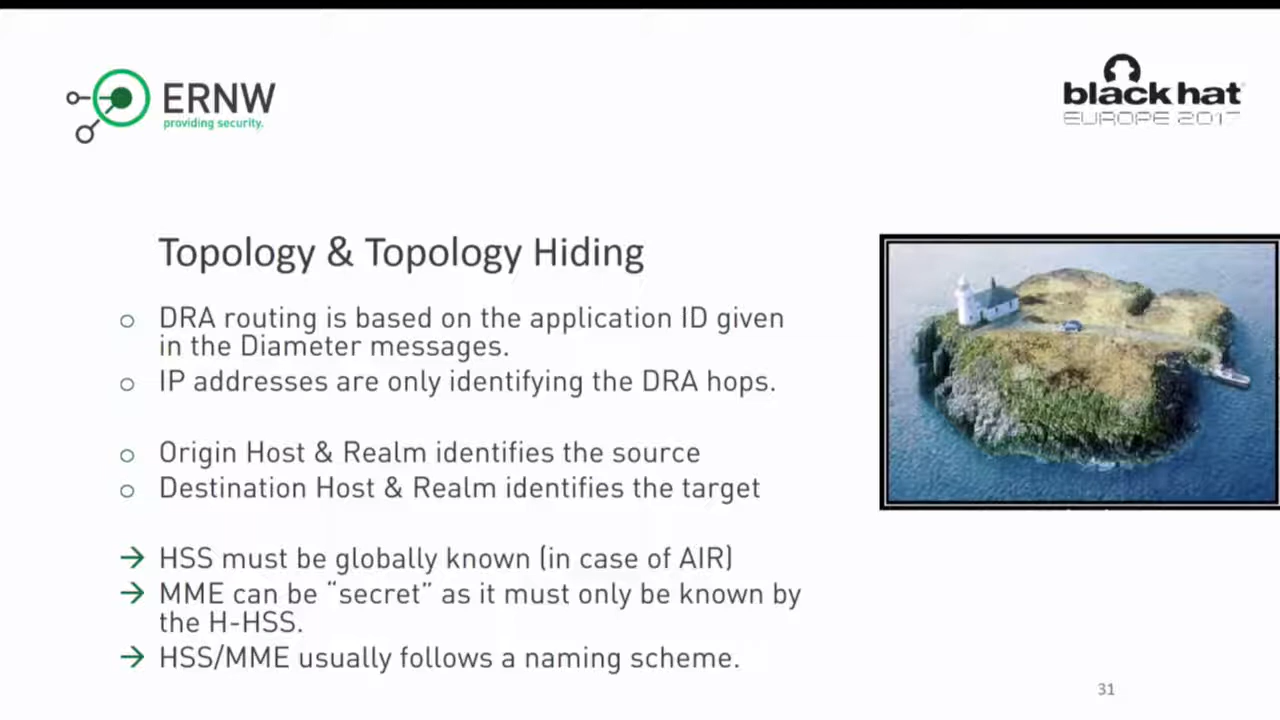 ERNW
providing security.
black hat
EUROPE 2017
Topology & Topology Hiding
○ DRA routing is based on the application ID given
in the Diameter messages.
○ IP addresses are only identifying the DRA hops.
○ Origin Host & Realm identifies the source
○ Destination Host & Realm identifies the target
→ HSS must be globally known (in case of AIR)
→ MME can be “secret” as it must only be known by
the H-HSS.
→ HSS/MME usually follows a naming scheme.
31